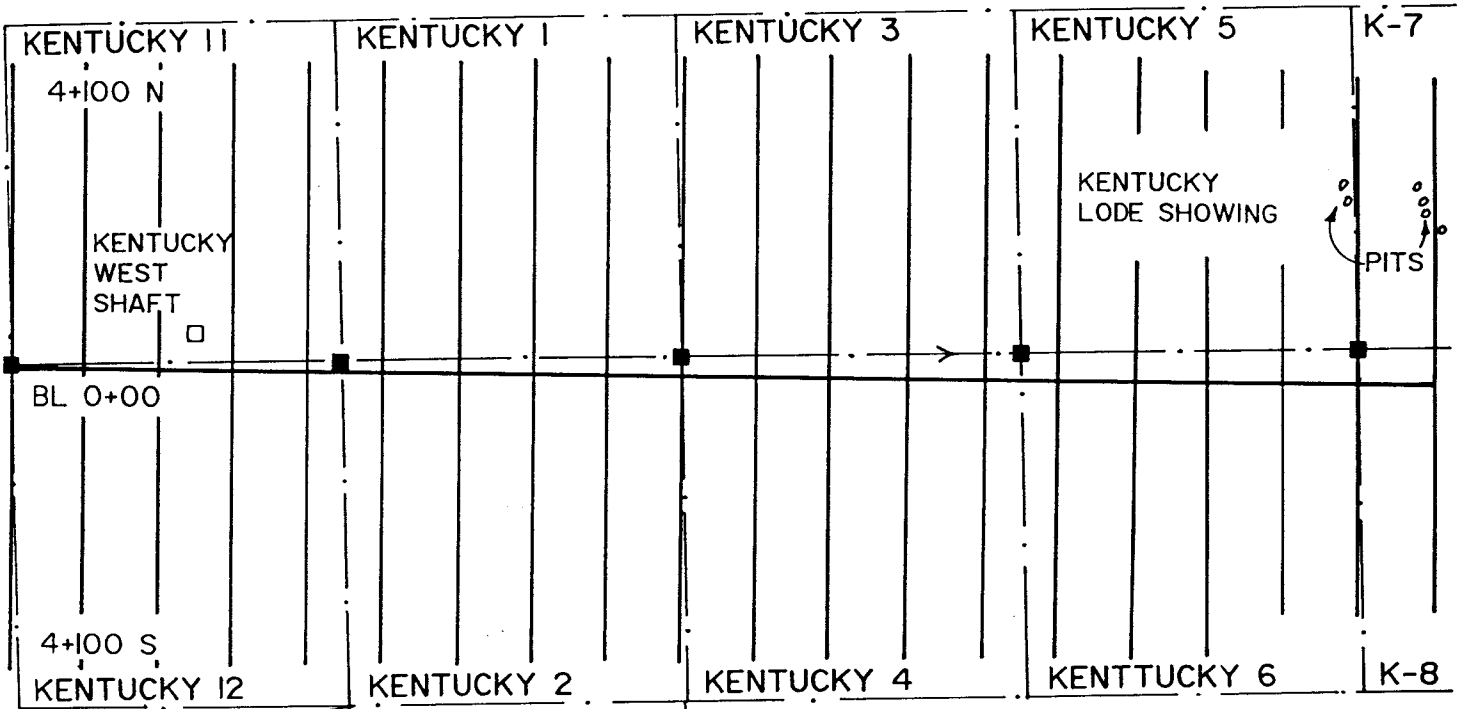 KENTUCKY 11
KENTUCKY 1
KENTUCKY 3
KENTUCKY 5
K-7
4+100 N
KENTUCKY
LODE SHOWING
KENTUCKY
WEST
SHAFT
PITS
BL 0+00
4+100 S
KENTUCKY 12
KENTUCKY 2
KENTUCKY 4
KENTTUCKY 6
K-8